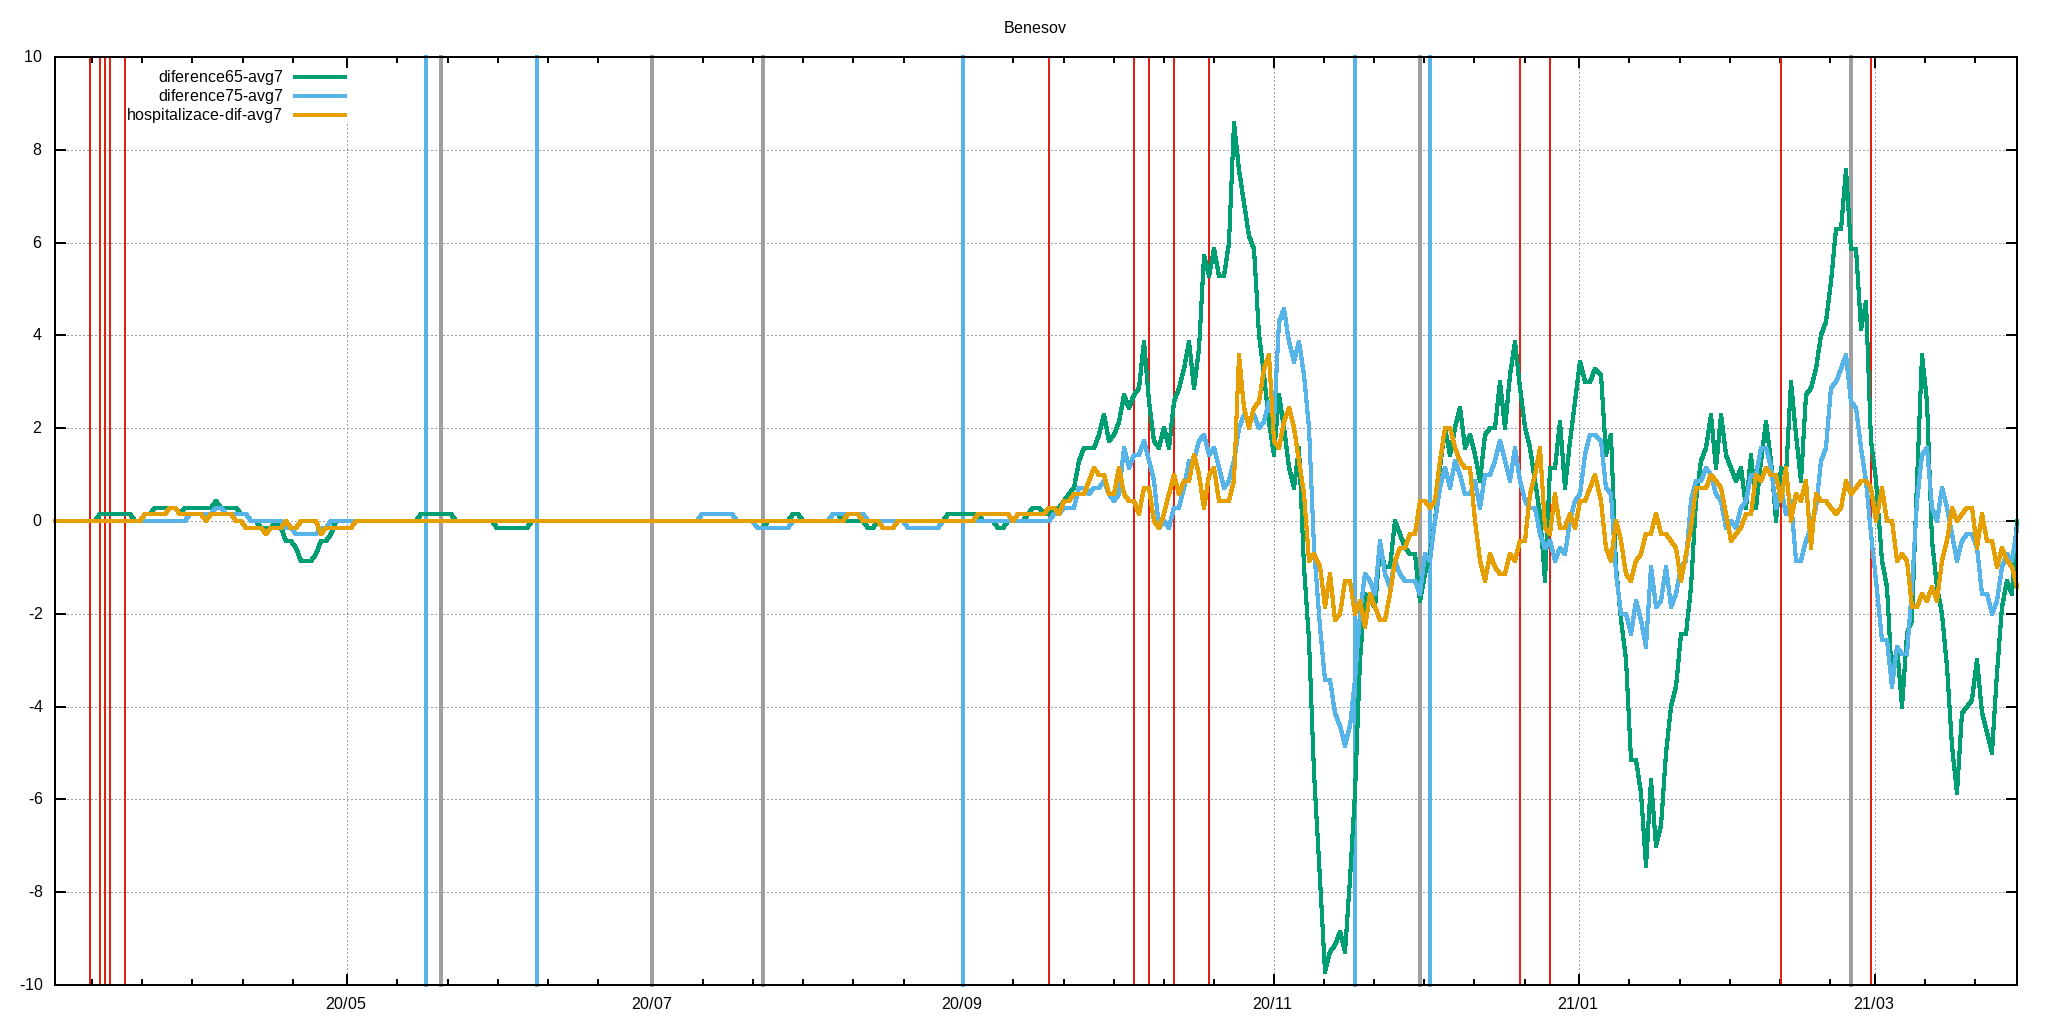 Benesov
diference65-avg7
diference75-avg7
hospitalizace-dif-avg7
10
8
6
4
2
0
-2
-4
-6
-8
-10
20/05 20/07 20/09 20/11 21/01 21/03